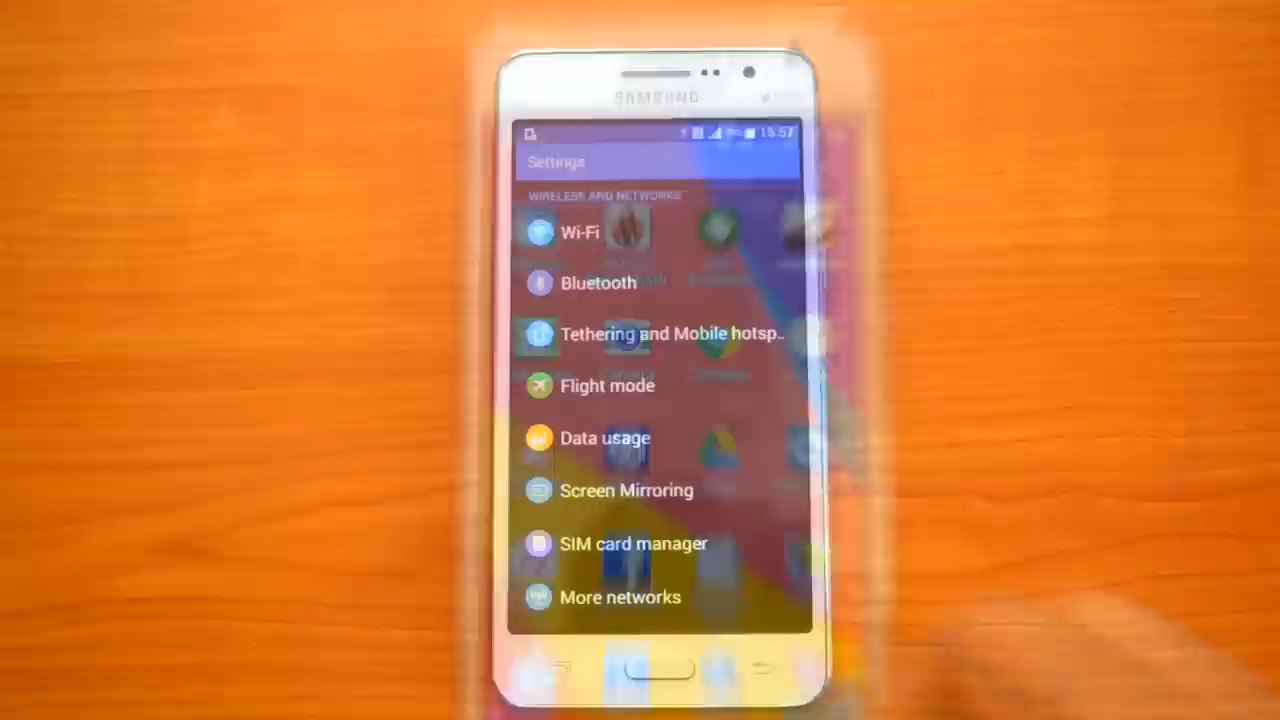 SAMSUNG
15:57
Settings
WIRELESS AND NETWORKS
Wi-Fi
Bluetooth
Tethering and Mobile hotsp..
Flight mode
Data usage
Screen Mirroring
SIM card manager
More networks